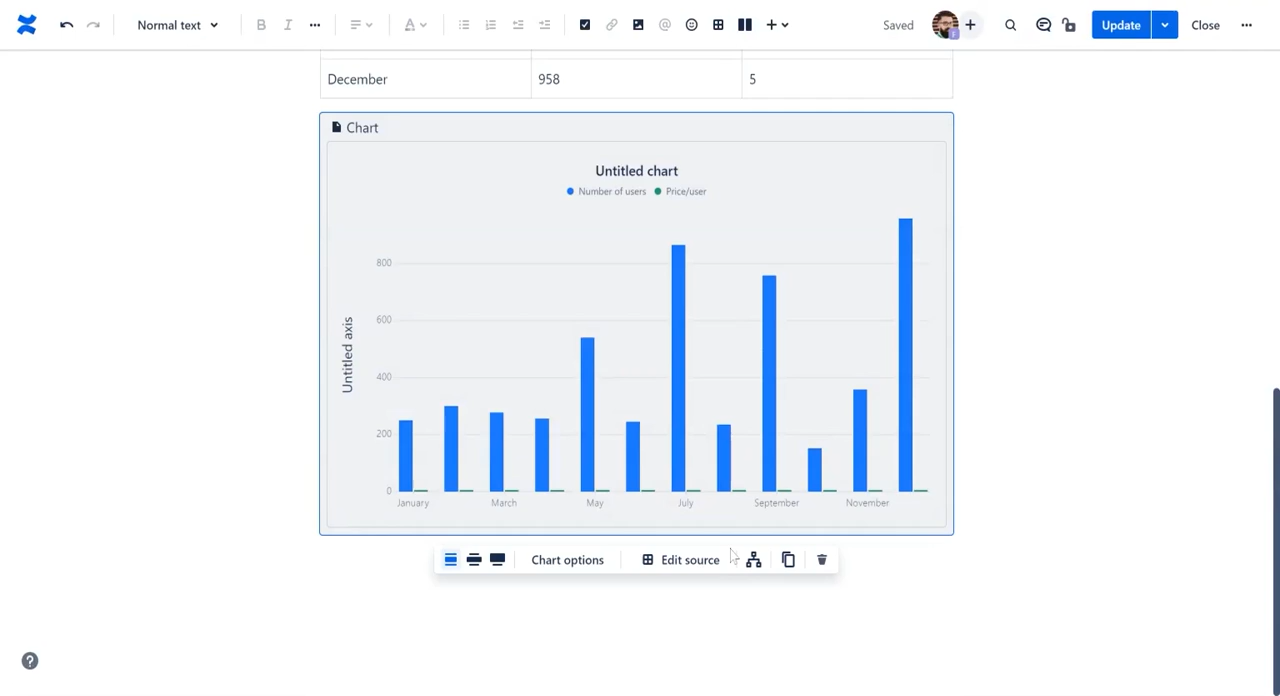 Normal text B I A @ Saved Update Close
December 958 5
Chart
Untitled chart
Number of users Price/user
800
600
400
200
0
Untitled axis
January March May July September November
Chart options Edit source
?